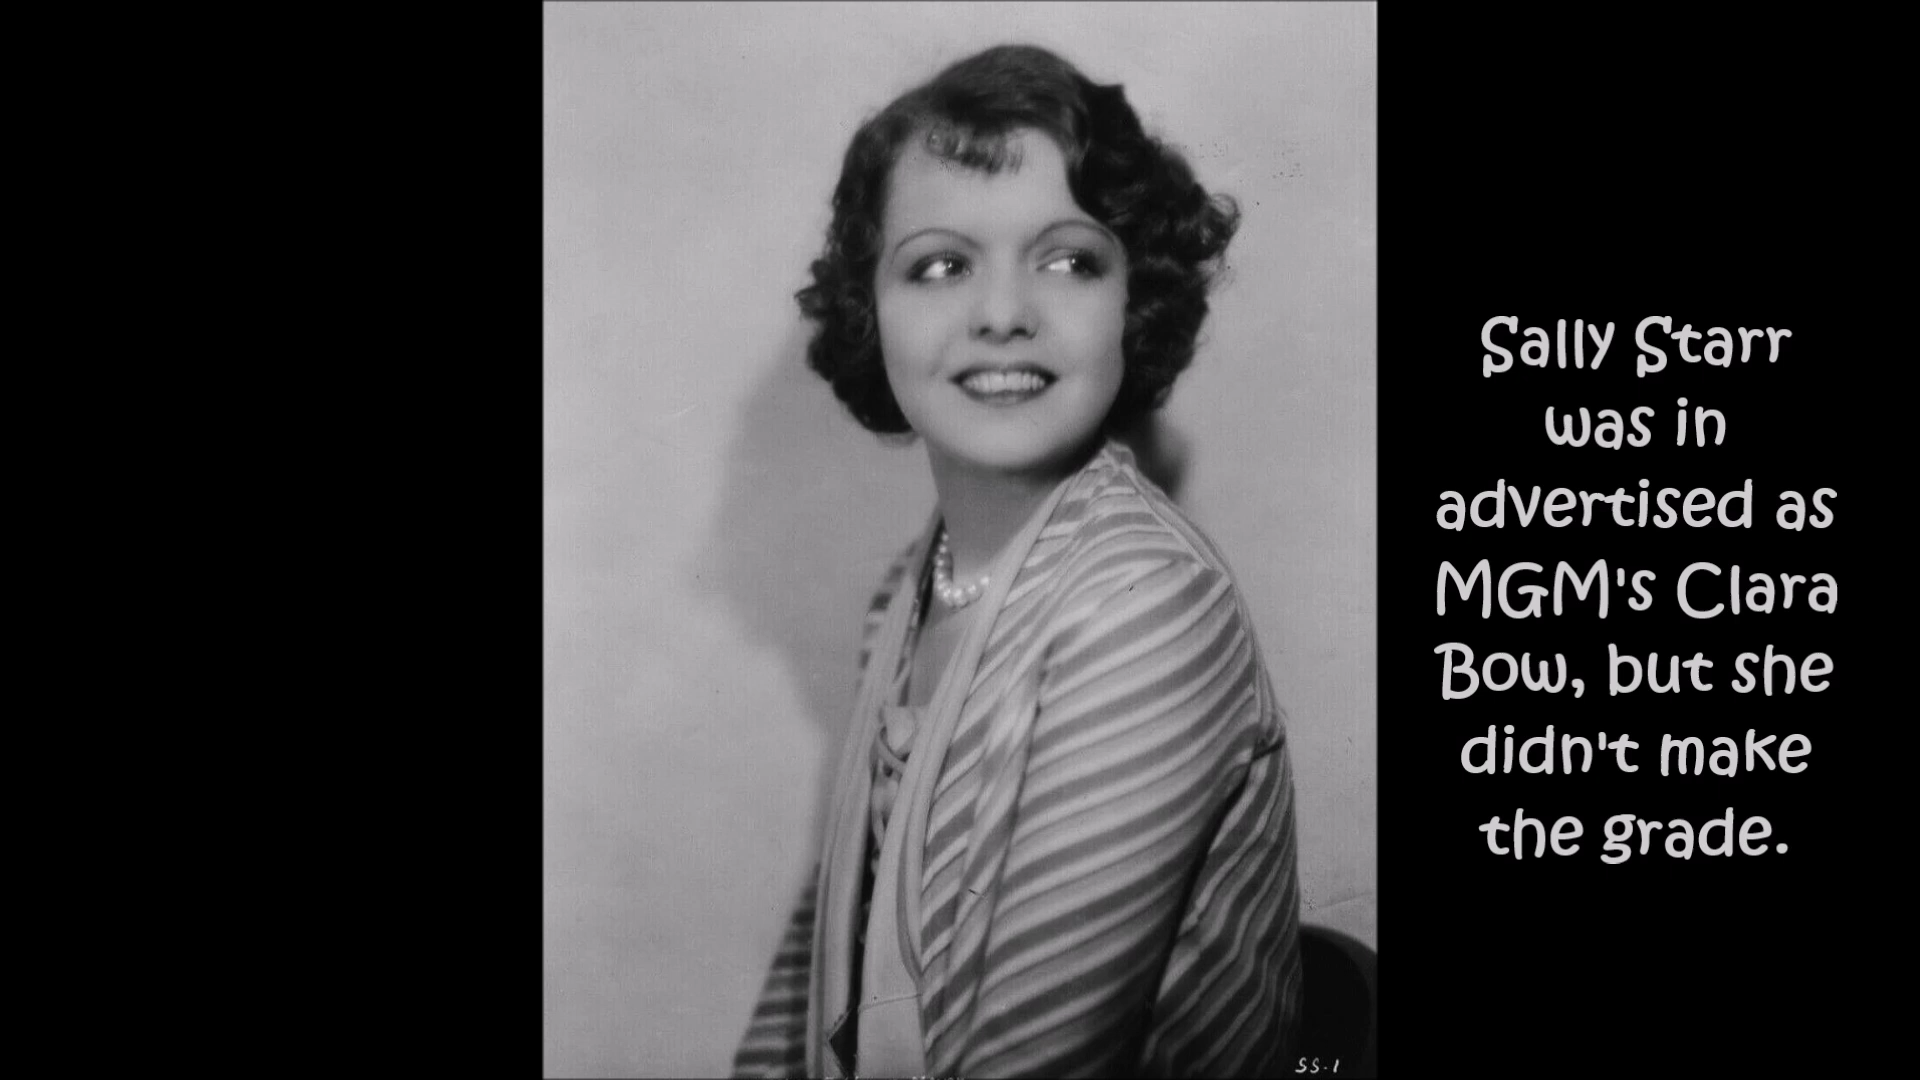 Sally Starr
was in
advertised as
MGM's Clara
Bow, but she
didn't make
the grade.
SS-1